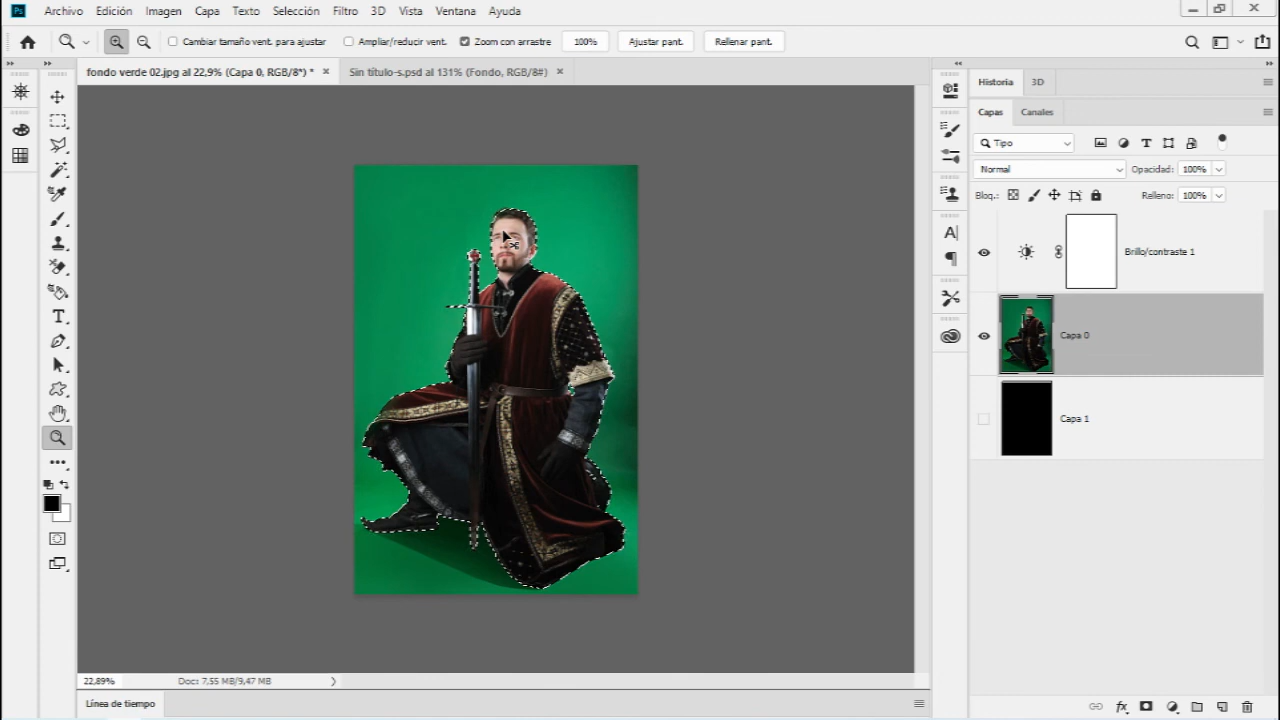 Ps Archivo Edición Imagen Capa Texto Selección Filtro 3D Vista Ventana Ayuda
Cambiar tamaño vent. para ajustar Ampliar/reducir vent. Zoom con arrastre 100% Ajustar pant. Rellenar pant.
fondo verde 02.jpg al 22,9% (Capa 0, RGB/8*) * Sin título-s.psd al 131% (Fondo, RGB/8#)
Historia 3D
Capas Canales
Tipo
Normal Opacidad: 100%
Bloq.: Relleno: 100%
Brillo/contraste 1
Capa 0
Capa 1
22,89% Doc: 7,55 MB/9,47 MB
Línea de tiempo